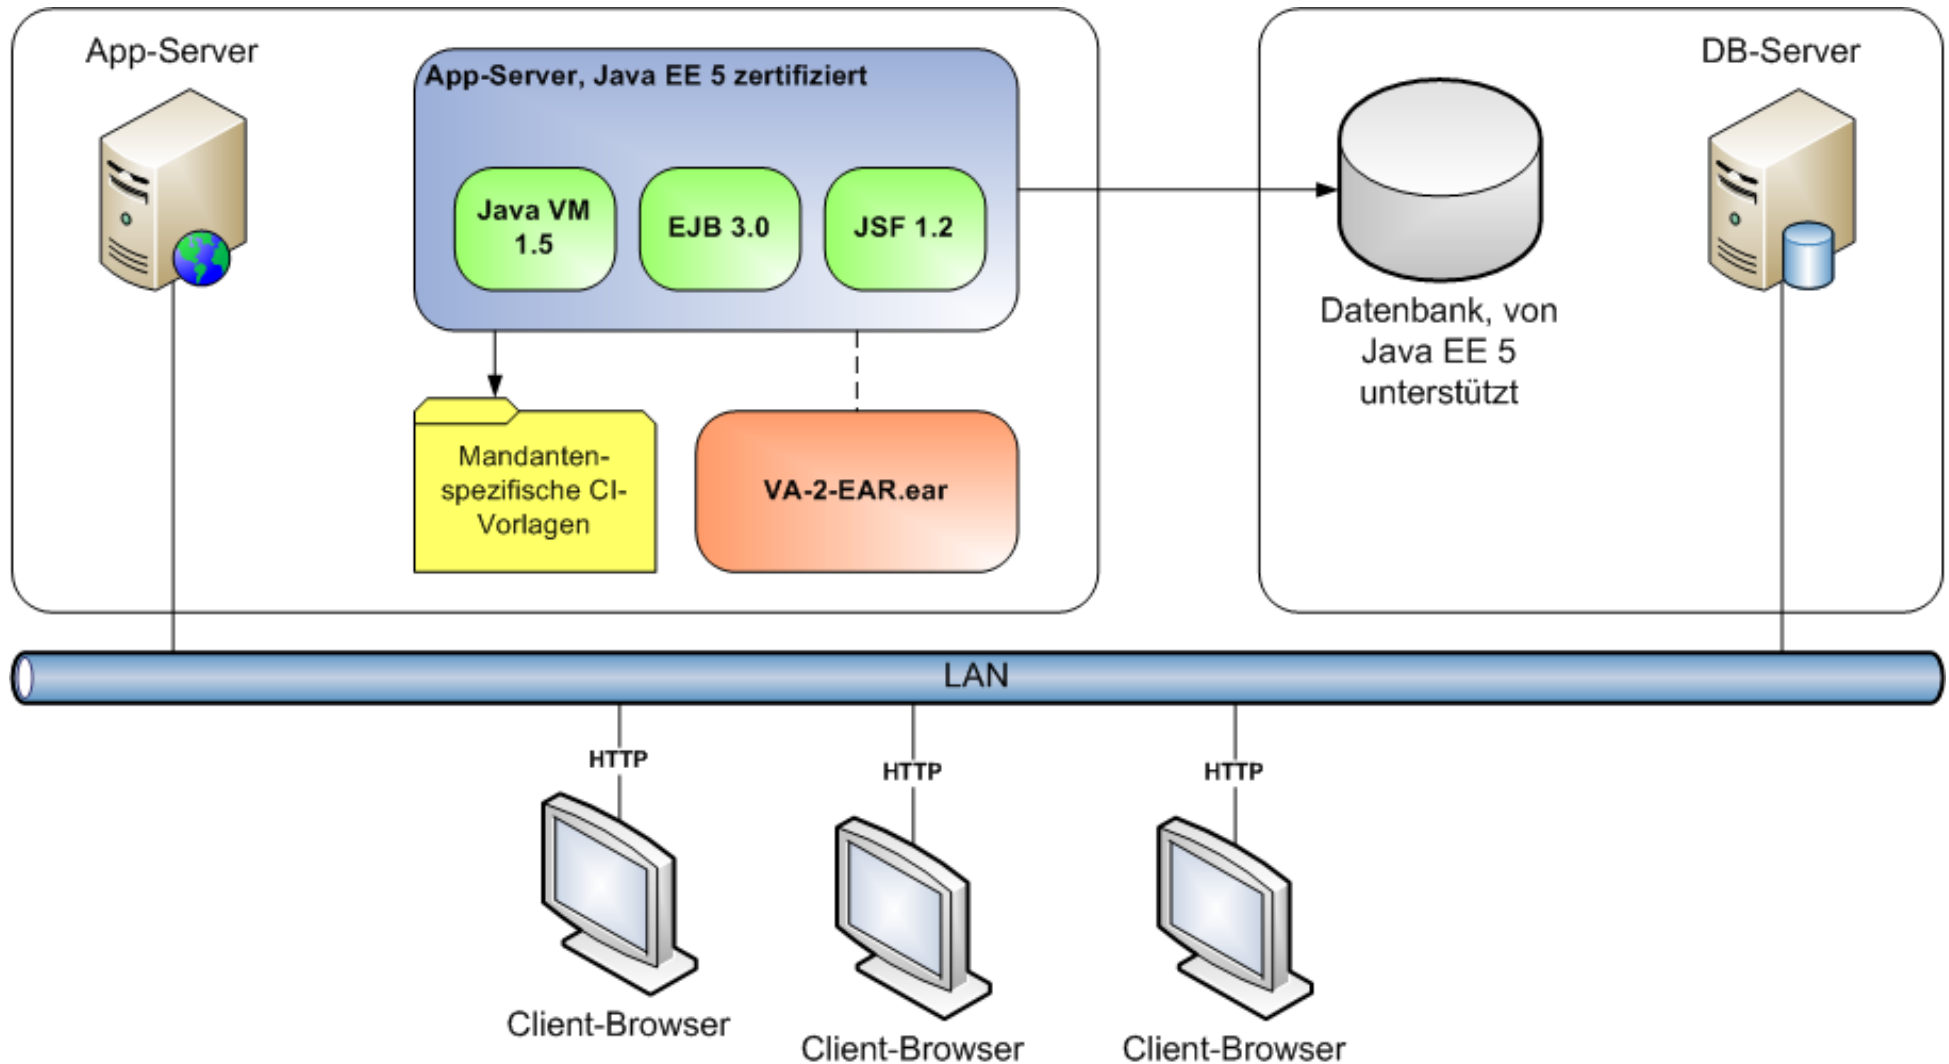 App-Server
App-Server, Java EE 5 zertifiziert
Java VM
1.5
EJB 3.0
JSF 1.2
Mandanten-
spezifische CI-
Vorlagen
VA-2-EAR.ear
DB-Server
Datenbank, von
Java EE 5
unterstützt
LAN
HTTP
HTTP
HTTP
Client-Browser
Client-Browser
Client-Browser